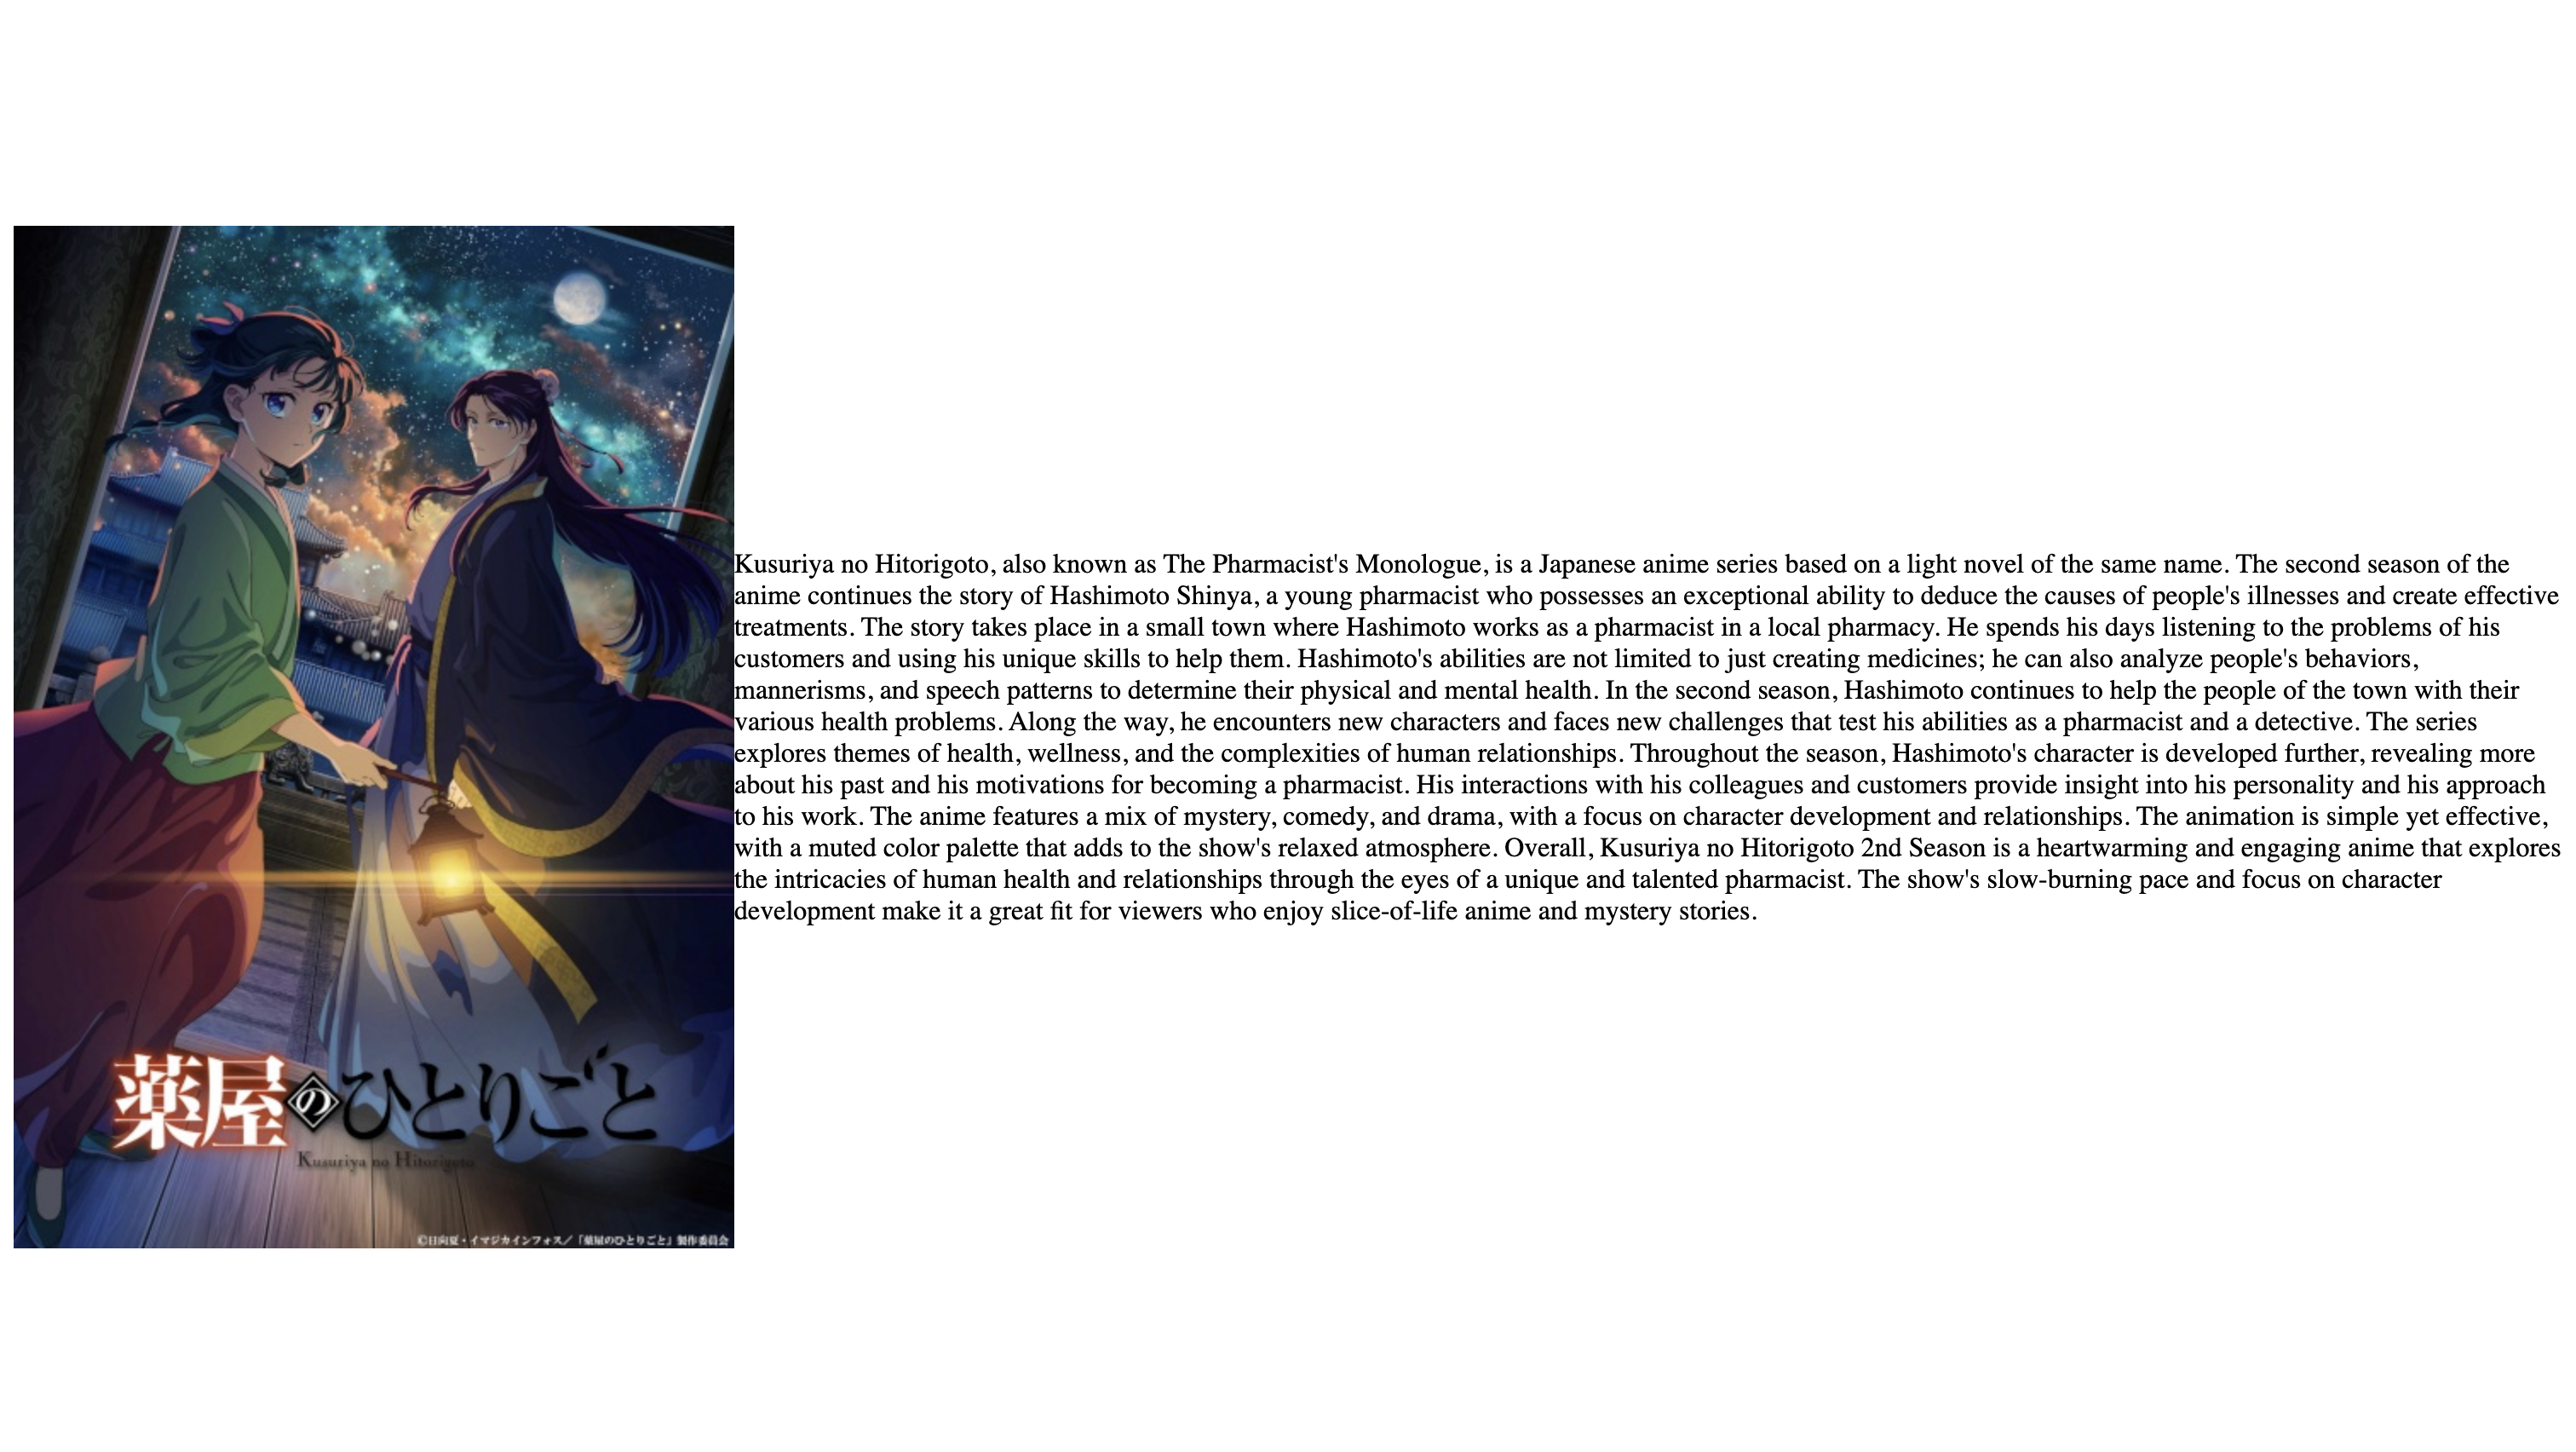 Kusuriya no Hitorigoto, also known as The Pharmacist's Monologue, is a Japanese anime series based on a light novel of the same name. The second season of the
anime continues the story of Hashimoto Shinya, a young pharmacist who possesses an exceptional ability to deduce the causes of people's illnesses and create effective
treatments. The story takes place in a small town where Hashimoto works as a pharmacist in a local pharmacy. He spends his days listening to the problems of his
customers and using his unique skills to help them. Hashimoto's abilities are not limited to just creating medicines; he can also analyze people's behaviors,
mannerisms, and speech patterns to determine their physical and mental health. In the second season, Hashimoto continues to help the people of the town with their
various health problems. Along the way, he encounters new characters and faces new challenges that test his abilities as a pharmacist and a detective. The series
explores themes of health, wellness, and the complexities of human relationships. Throughout the season, Hashimoto's character is developed further, revealing more
about his past and his motivations for becoming a pharmacist. His interactions with his colleagues and customers provide insight into his personality and his approach
to his work. The anime features a mix of mystery, comedy, and drama, with a focus on character development and relationships. The animation is simple yet effective,
with a muted color palette that adds to the show's relaxed atmosphere. Overall, Kusuriya no Hitorigoto 2nd Season is a heartwarming and engaging anime that explores
the intricacies of human health and relationships through the eyes of a unique and talented pharmacist. The show's slow-burning pace and focus on character
development make it a great fit for viewers who enjoy slice-of-life anime and mystery stories.
薬屋のひとりごと
Kusuriya no Hitorigoto
©日向夏・イマジカインフォス／「薬屋のひとりごと」製作委員会